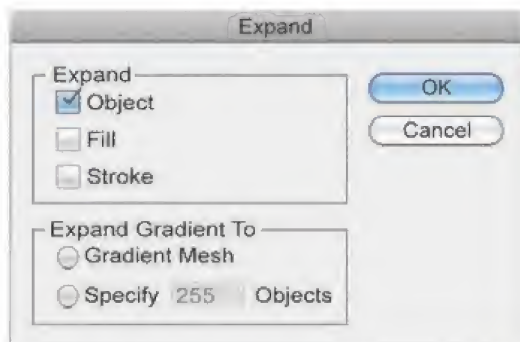 Expand
Expand
Object
Fill
Stroke
OK
Cancel
Expand Gradient To
Gradient Mesh
Specify 255 Objects